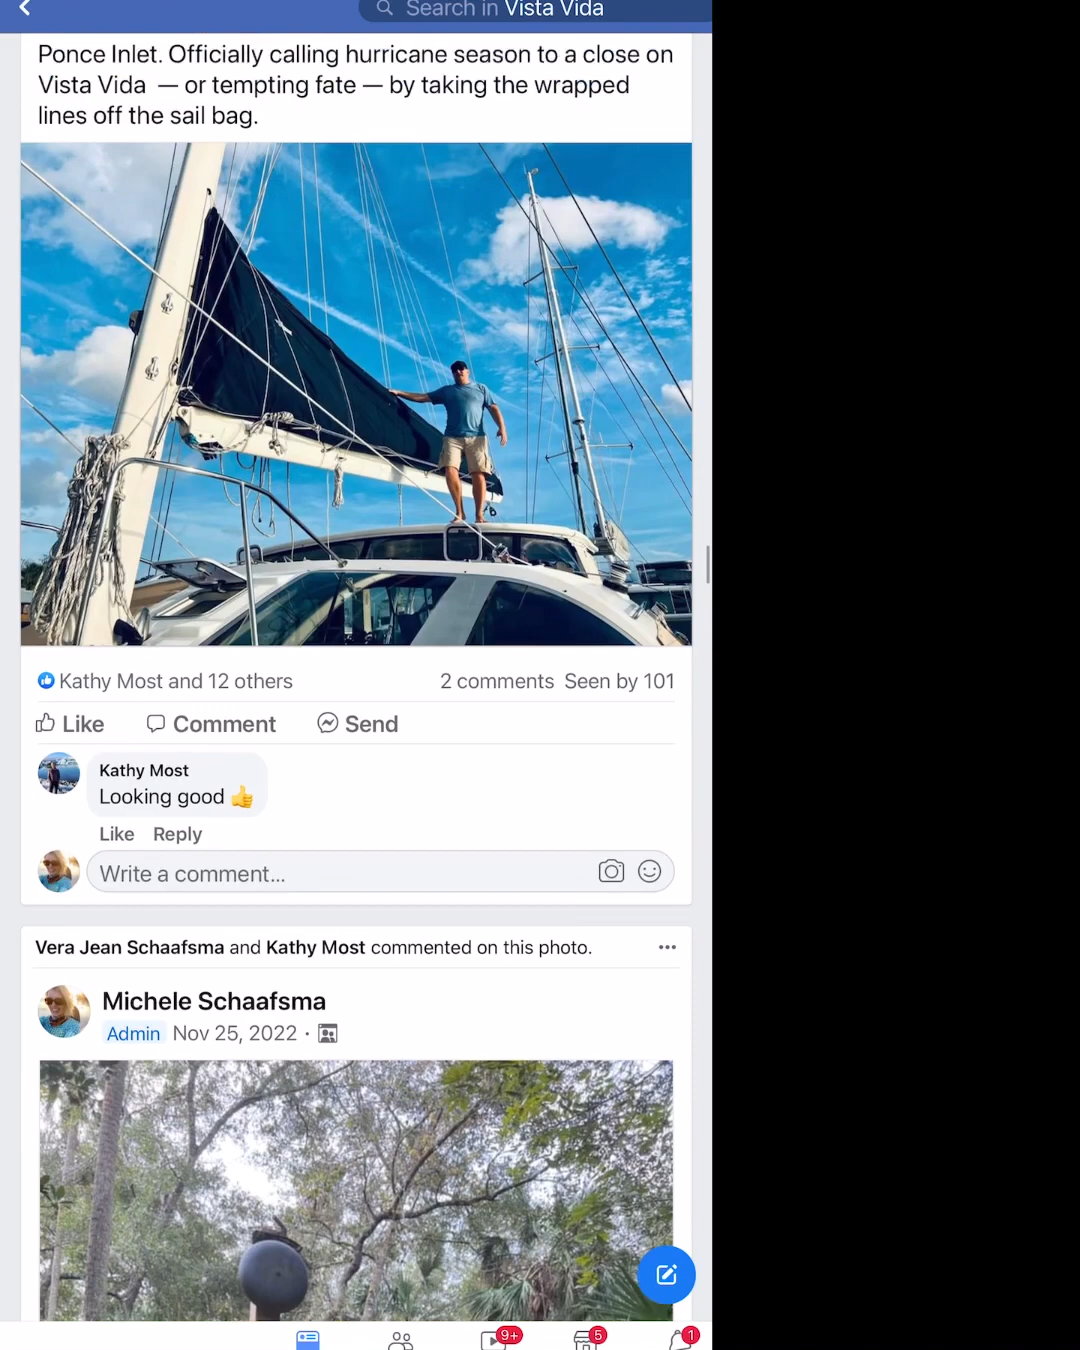 Search in Vista Vida
Ponce Inlet. Officially calling hurricane season to a close on
Vista Vida — or tempting fate — by taking the wrapped
lines off the sail bag.
Kathy Most and 12 others 2 comments Seen by 101
Like Comment Send
Kathy Most
Looking good 👍
Like Reply
Write a comment...
Vera Jean Schaafsma and Kathy Most commented on this photo.
Michele Schaafsma
Admin Nov 25, 2022 ·
9+ 5 1